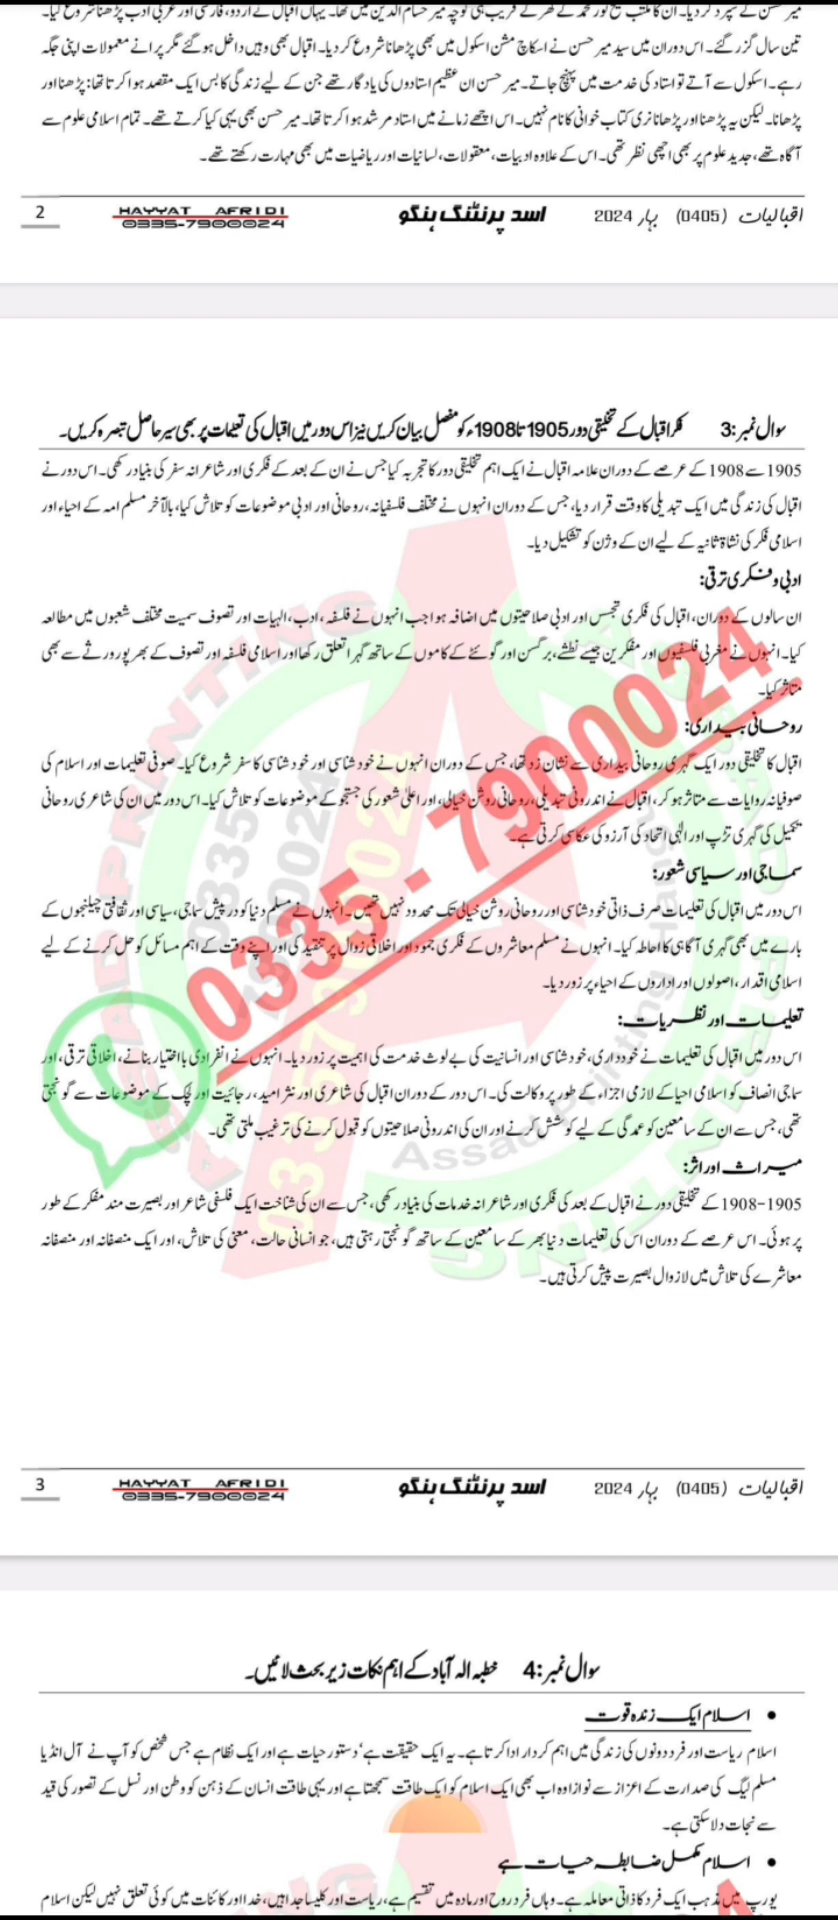 میر حسن کے سپرد کر دیا۔ ان کا مکتب شیخ نور محمد کے گھر کے قریب ہی کوچہ میر حسام الدین میں تھا۔ یہاں اقبال نے اردو، فارسی اور عربی ادب پڑھنا شروع کیا۔
تین سال گزر گئے۔ اس دوران میں سید میر حسن نے اسکاچ مشن اسکول میں بھی پڑھانا شروع کر دیا۔ اقبال بھی وہیں داخل ہو گئے مگر پرانے معمولات اپنی جگہ
رہے۔ اسکول سے آتے تو استاد کی خدمت میں پہنچ جاتے۔ میر حسن ان عظیم استادوں کی یادگار تھے جن کے لیے زندگی کا بس ایک مقصد ہوا کرتا تھا: پڑھنا اور
پڑھانا۔ لیکن یہ پڑھنا اور پڑھانا نری کتاب خوانی کا نام نہیں۔ اس اچھے زمانے میں استاد مرشد ہوا کرتا تھا۔ میر حسن بھی یہی کیا کرتے تھے۔ تمام اسلامی علوم سے
آگاہ تھے، جدید علوم پر بھی اچھی نظر تھی۔ اس کے علاوہ ادبیات، معقولات، لسانیات اور ریاضیات میں بھی مہارت رکھتے تھے۔
اقبالیات (0405) بہار 2024 اسد پرنٹنگ ہنگو HAYYAT AFRIDI 2
0335-7900024
سوال نمبر:3 فکر اقبال کے تخلیقی دور 1905 تا 1908ء کو مفصل بیان کریں نیز اس دور میں اقبال کی تعلیمات پر بھی سیر حاصل تبصرہ کریں۔
1905 سے 1908 کے عرصے کے دوران علامہ اقبال نے ایک اہم تخلیقی دور کا تجربہ کیا جس نے ان کے بعد کے فکری اور شاعرانہ سفر کی بنیاد رکھی۔ اس دور نے
اقبال کی زندگی میں ایک تبدیلی کا وقت قرار دیا، جس کے دوران انہوں نے مختلف فلسفیانہ، روحانی اور ادبی موضوعات کو تلاش کیا، بالآخر مسلم امہ کے احیاء اور
اسلامی فکر کی نشاۃ ثانیہ کے لیے ان کے وژن کو تشکیل دیا۔
ادبی و فکری ترقی:
ان سالوں کے دوران، اقبال کی فکری تجسس اور ادبی صلاحیتوں میں اضافہ ہوا جب انہوں نے فلسفہ، ادب، الہیات اور تصوف سمیت مختلف شعبوں میں مطالعہ
کیا۔ انہوں نے مغربی فلسفیوں اور مفکرین جیسے نطشے، برگسن اور گوئٹے کے کاموں کے ساتھ گہرا تعلق رکھا اور اسلامی فلسفہ اور تصوف کے بھرپور ورثے سے بھی
متاثر کیا۔
روحانی بیداری:
اقبال کا تخلیقی دور ایک گہری روحانی بیداری سے نشان زد تھا، جس کے دوران انہوں نے خود شناسی اور خود شناسی کا سفر شروع کیا۔ صوفی تعلیمات اور اسلام کی
صوفیانہ روایات سے متاثر ہو کر، اقبال نے اندرونی تبدیلی، روحانی روشن خیالی، اور اعلیٰ شعور کی جستجو کے موضوعات کو تلاش کیا۔ اس دور میں ان کی شاعری روحانی
تکمیل کی گہری تڑپ اور الٰہی اتحاد کی آرزو کی عکاسی کرتی ہے۔
سماجی اور سیاسی شعور:
اس دور میں اقبال کی تعلیمات صرف ذاتی خود شناسی اور روحانی روشن خیالی تک محدود نہیں تھیں۔ انہوں نے مسلم دنیا کو درپیش سماجی، سیاسی اور ثقافتی چیلنجوں کے
بارے میں بھی گہری آگاہی کا احاطہ کیا۔ انہوں نے مسلم معاشروں کے فکری جمود اور اخلاقی زوال پر تنقید کی اور اپنے وقت کے اہم مسائل کو حل کرنے کے لیے
اسلامی اقدار، اصولوں اور اداروں کے احیاء پر زور دیا۔
تعلیمات اور نظریات:
اس دور میں اقبال کی تعلیمات نے خود داری، خود شناسی اور انسانیت کی بے لوث خدمت کی اہمیت پر زور دیا۔ انہوں نے انفرادی بااختیار بنانے، اخلاقی ترقی، اور
سماجی انصاف کو اسلامی احیا کے لازمی اجزاء کے طور پر وکالت کی۔ اس دور کے دوران اقبال کی شاعری اور نثر امید، رجائیت اور لچک کے موضوعات سے گونجتی
تھی، جس سے ان کے سامعین کو عمدگی کے لیے کوشش کرنے اور ان کی اندرونی صلاحیتوں کو قبول کرنے کی ترغیب ملتی تھی۔
میراث اور اثر:
1905-1908 کے تخلیقی دور نے اقبال کے بعد کی فکری اور شاعرانہ خدمات کی بنیاد رکھی، جس سے ان کی شناخت ایک فلسفی شاعر اور بصیرت مند مفکر کے طور
پر ہوئی۔ اس عرصے کے دوران اس کی تعلیمات دنیا بھر کے سامعین کے ساتھ گونجتی رہتی ہیں، جو انسانی حالت، معنی کی تلاش، اور ایک منصفانہ اور منصفانہ
معاشرے کی تلاش میں لازوال بصیرت پیش کرتی ہیں۔
0335-7900024
اقبالیات (0405) بہار 2024 اسد پرنٹنگ ہنگو HAYYAT AFRIDI 3
0335-7900024
سوال نمبر:4 خطبہ الہ آباد کے اہم نکات زیر بحث لائیں۔
• اسلام ایک زندہ قوت
اسلام ریاست اور فرد دونوں کی زندگی میں اہم کردار ادا کرتا ہے۔ یہ ایک حقیقت ہے‘ دستور حیات ہے اور ایک نظام ہے جس شخص کو آپ نے آل انڈیا
مسلم لیگ کی صدارت کے اعزاز سے نوازا وہ اب بھی ایک اسلام کو ایک طاقت سمجھتا ہے اور یہی طاقت انسان کے ذہن کو وطن اور نسل کے تصور کی قید
سے نجات دلا سکتی ہے۔
• اسلام مکمل ضابطہ حیات ہے
یورپ میں مذہب ایک فرد کا ذاتی معاملہ ہے۔ وہاں فرد روح اور مادہ میں تقسیم ہے، ریاست اور کلیسا جدا ہیں، خدا اور کائنات میں کوئی تعلق نہیں لیکن اسلام